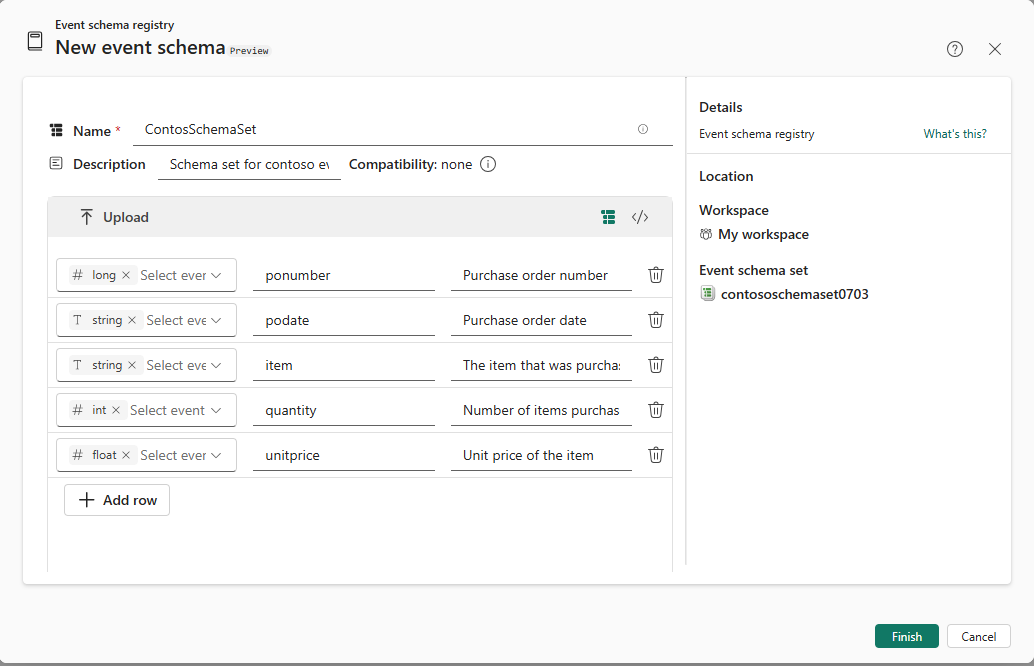 Event schema registry
New event schema Preview
Name *
ContosSchemaSet
Description
Schema set for contoso ev
Compatibility: none
Upload
long Select ever ponumber Purchase order number
string Select eve podate Purchase order date
string Select eve item The item that was purcha
int Select event quantity Number of items purchas
float Select ever unitprice Unit price of the item
Add row
Details
Event schema registry What's this?
Location
Workspace
My workspace
Event schema set
contososchemaset0703
Finish Cancel